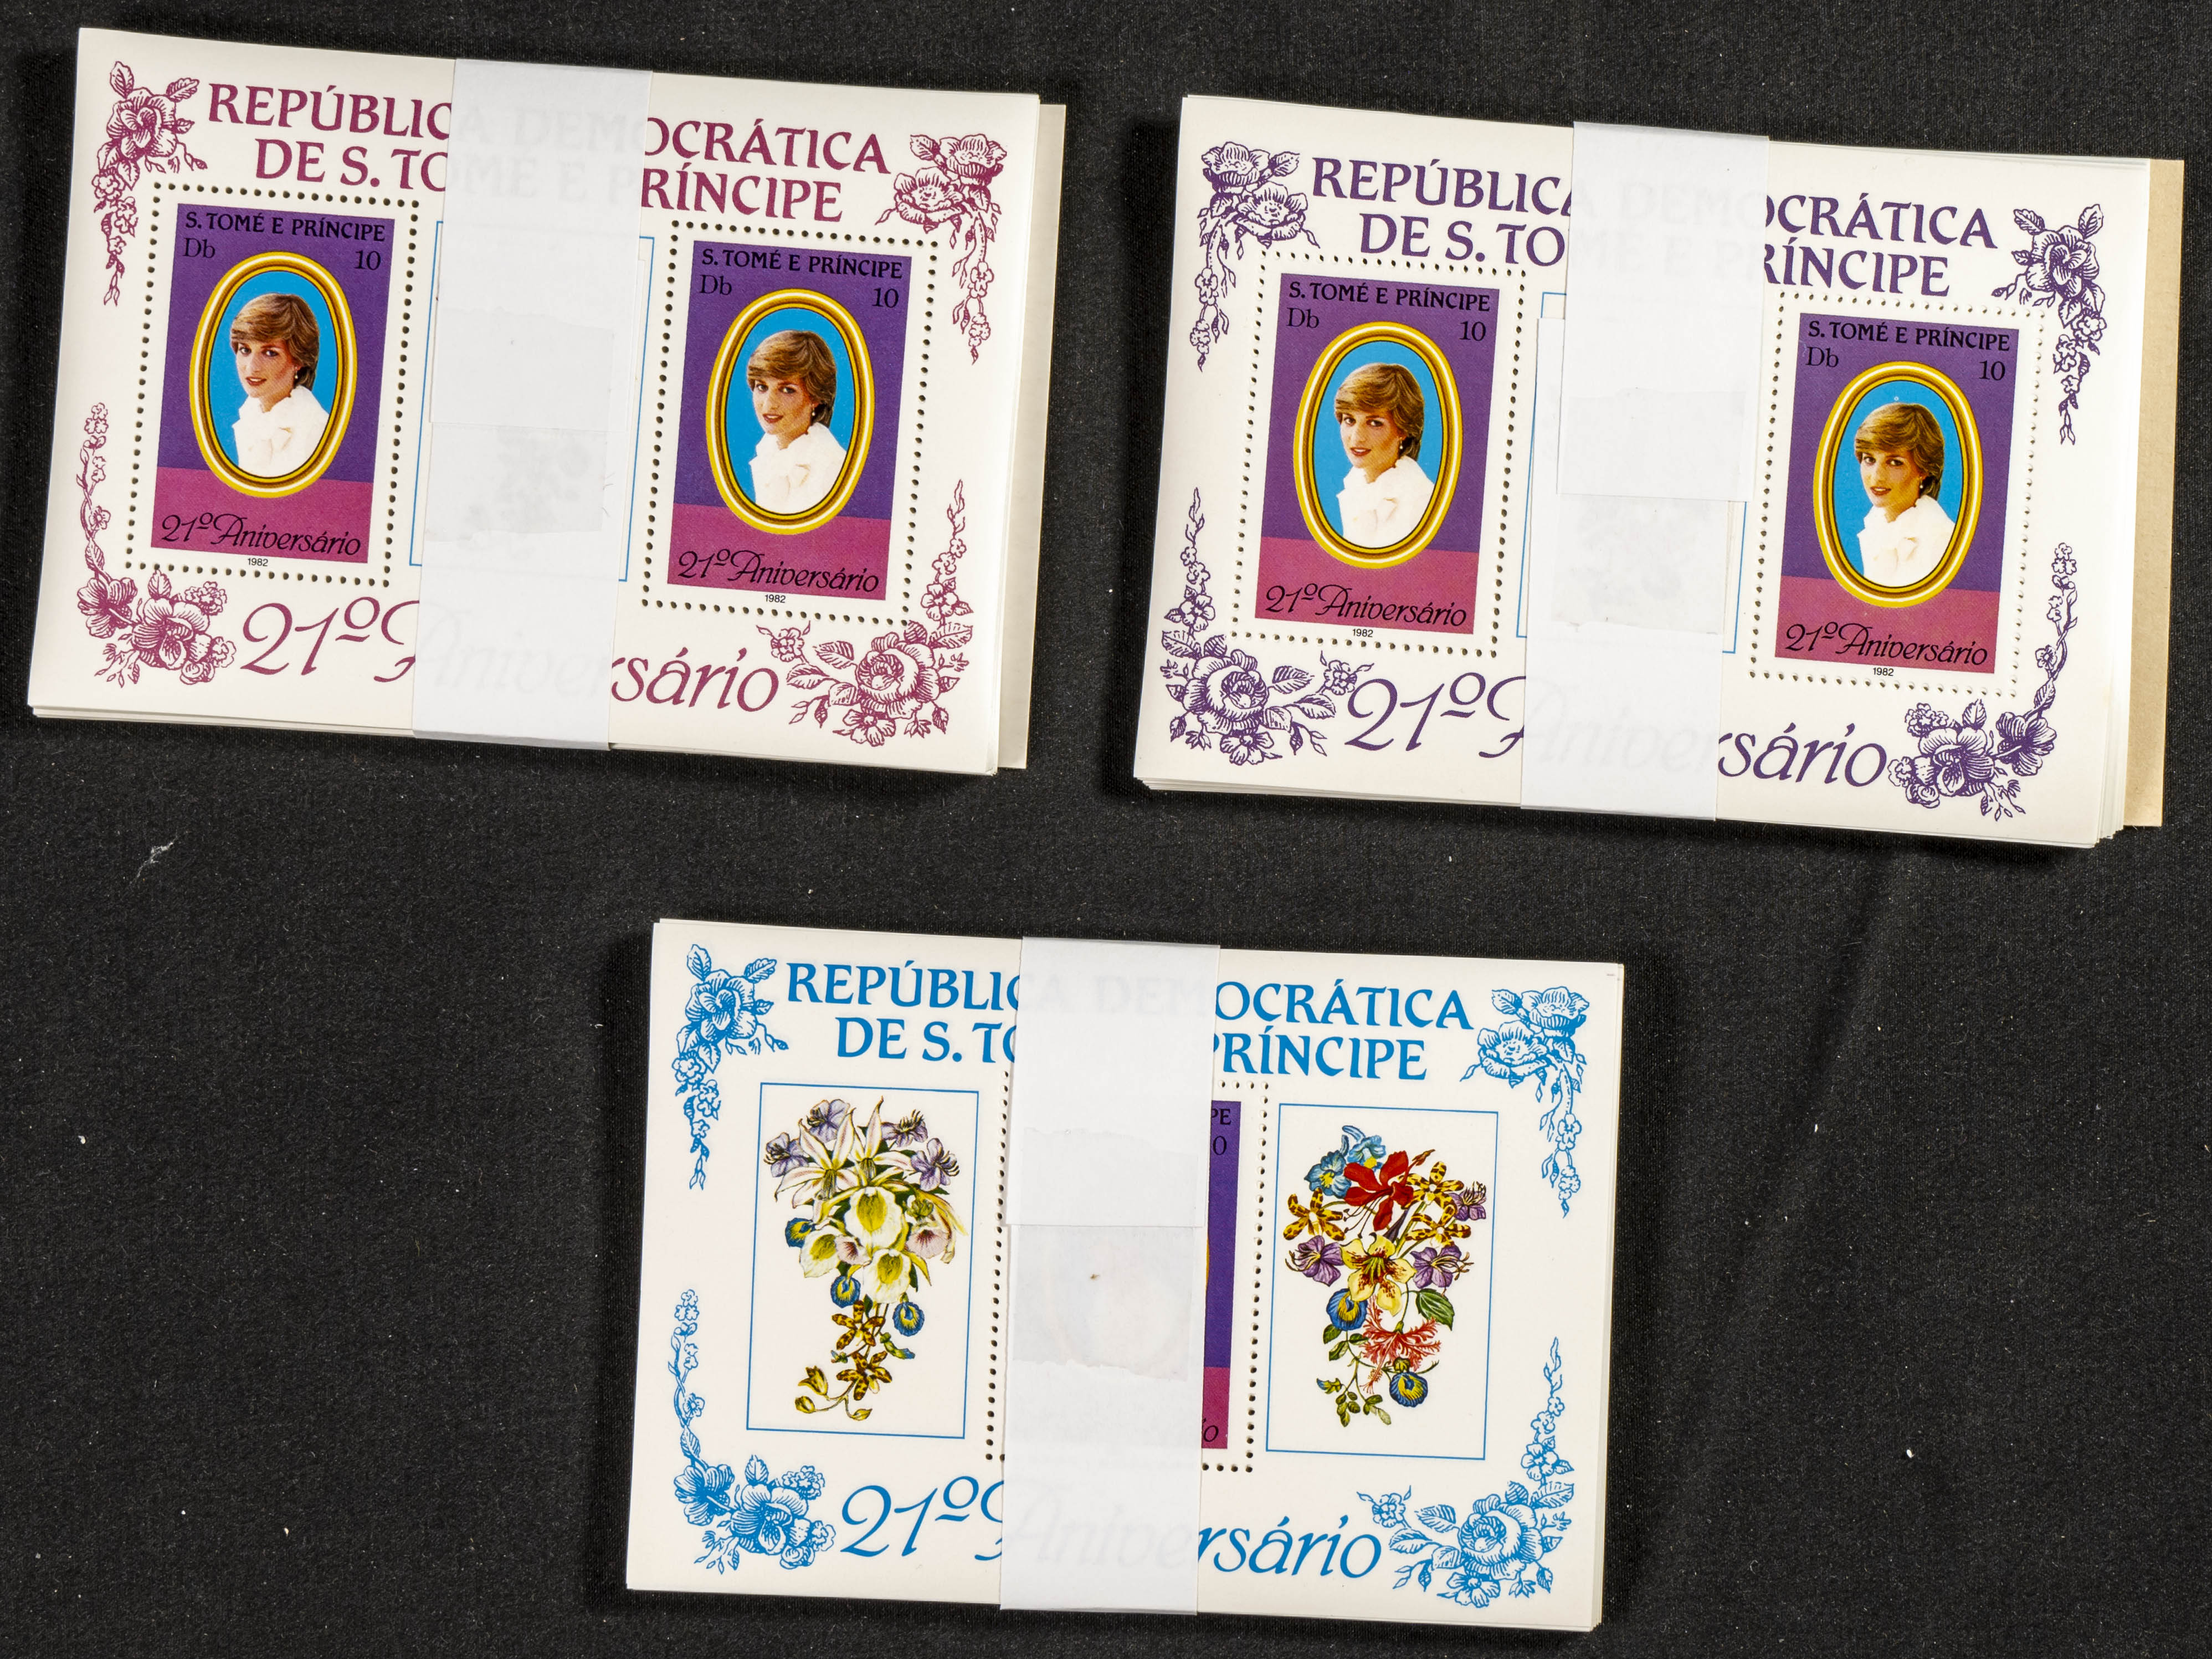 REPÚBLICA DEMOCRÁTICA
DE S. TOMÉ E PRÍNCIPE
S. TOMÉ E PRÍNCIPE
Db 10
21º Aniversário
1982
S. TOMÉ E PRÍNCIPE
Db 10
21º Aniversário
1982
21º Aniversário
REPÚBLICA DEMOCRÁTICA
DE S. TOMÉ E PRÍNCIPE
S. TOMÉ E PRÍNCIPE
Db 10
21º Aniversário
1982
S. TOMÉ E PRÍNCIPE
Db 10
21º Aniversário
1982
21º Aniversário
REPÚBLICA DEMOCRÁTICA
DE S. TOMÉ E PRÍNCIPE
21º Aniversário